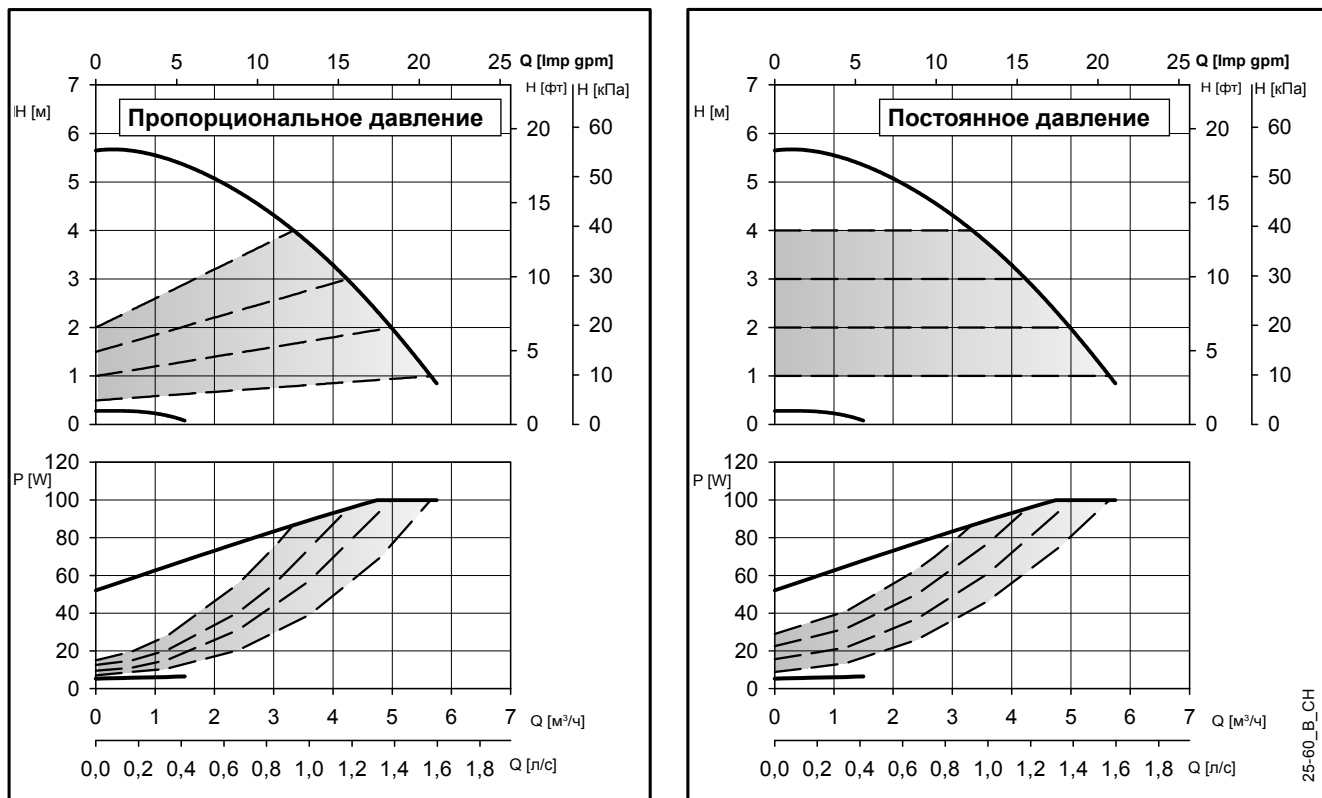 0 5 10 15 20 25 Q [Imp gpm]
7 H [фт] H [кПа]
H [м]
Пропорциональное давление
6 20 60
5 50
15
4 40
3 10 30
2 20
5
1 10
0 0 0
120
P [W]
100
80
60
40
20
0
0 1 2 3 4 5 6 7 Q [м³/ч]
0,0 0,2 0,4 0,6 0,8 1,0 1,2 1,4 1,6 1,8 Q [л/с]
0 5 10 15 20 25 Q [Imp gpm]
7 H [фт] H [кПа]
H [м]
Постоянное давление
6 20 60
5 50
15
4 40
3 10 30
2 20
5
1 10
0 0 0
120
P [W]
100
80
60
40
20
0
0 1 2 3 4 5 6 7 Q [м³/ч]
0,0 0,2 0,4 0,6 0,8 1,0 1,2 1,4 1,6 1,8 Q [л/с]
25-60_B_CH